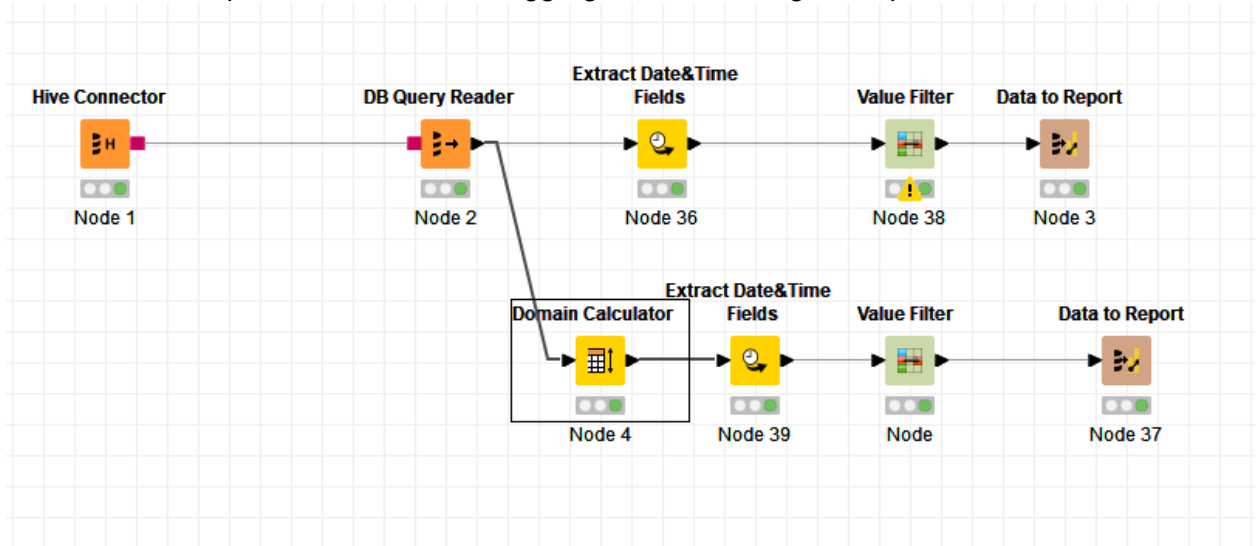 Extract Date&Time
Hive Connector DB Query Reader Fields Value Filter Data to Report
H
Node 1 Node 2 Node 36 Node 38 Node 3
Extract Date&Time
Domain Calculator Fields Value Filter Data to Report
Node 4 Node 39 Node Node 37